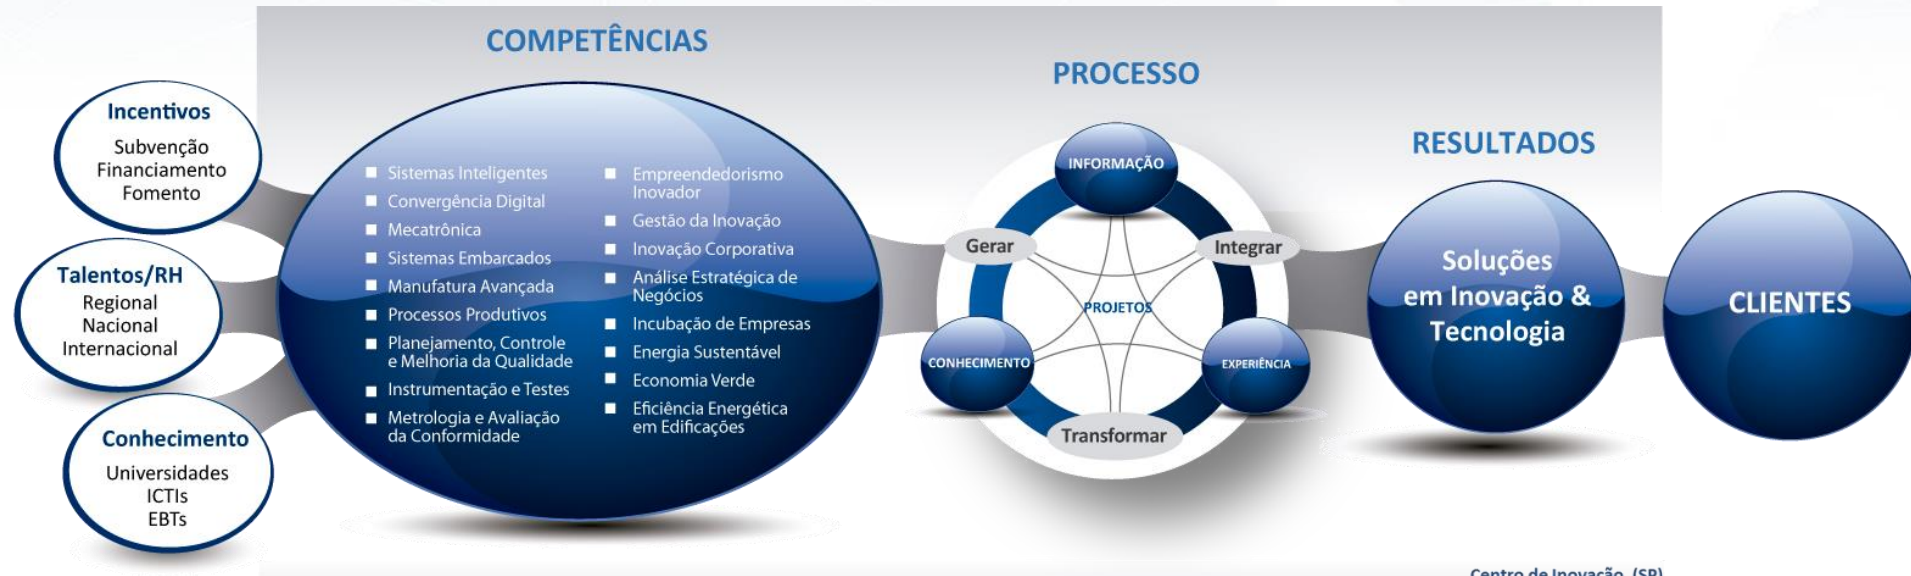 COMPETÊNCIAS
PROCESSO
RESULTADOS
Incentivos
Subvenção
Financiamento
Fomento
Talentos/RH
Regional
Nacional
Internacional
Conhecimento
Universidades
ICTIs
EBTs
Sistemas Inteligentes
Convergência Digital
Mecatrônica
Sistemas Embarcados
Manufatura Avançada
Processos Produtivos
Planejamento, Controle
e Melhoria da Qualidade
Instrumentação e Testes
Metrologia e Avaliação
da Conformidade
Empreendedorismo
Inovador
Gestão da Inovação
Inovação Corporativa
Análise Estratégica de
Negócios
Incubação de Empresas
Energia Sustentável
Economia Verde
Eficiência Energética
em Edificações
INFORMAÇÃO
Gerar
Integrar
PROJETOS
CONHECIMENTO
EXPERIÊNCIA
Transformar
Soluções
em Inovação &
Tecnologia
CLIENTES
Centro de Inovação (SP)